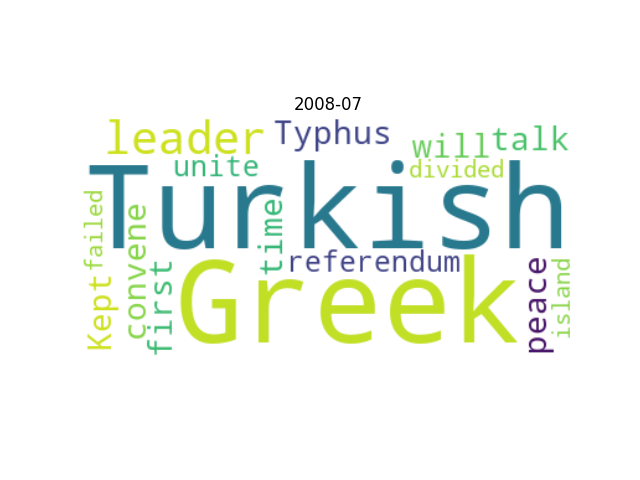 2008-07
leader
Typhus
will
talk
unite
divided
Turkish
failed
convene
time
referendum
Kept
first
Greek
peace
island